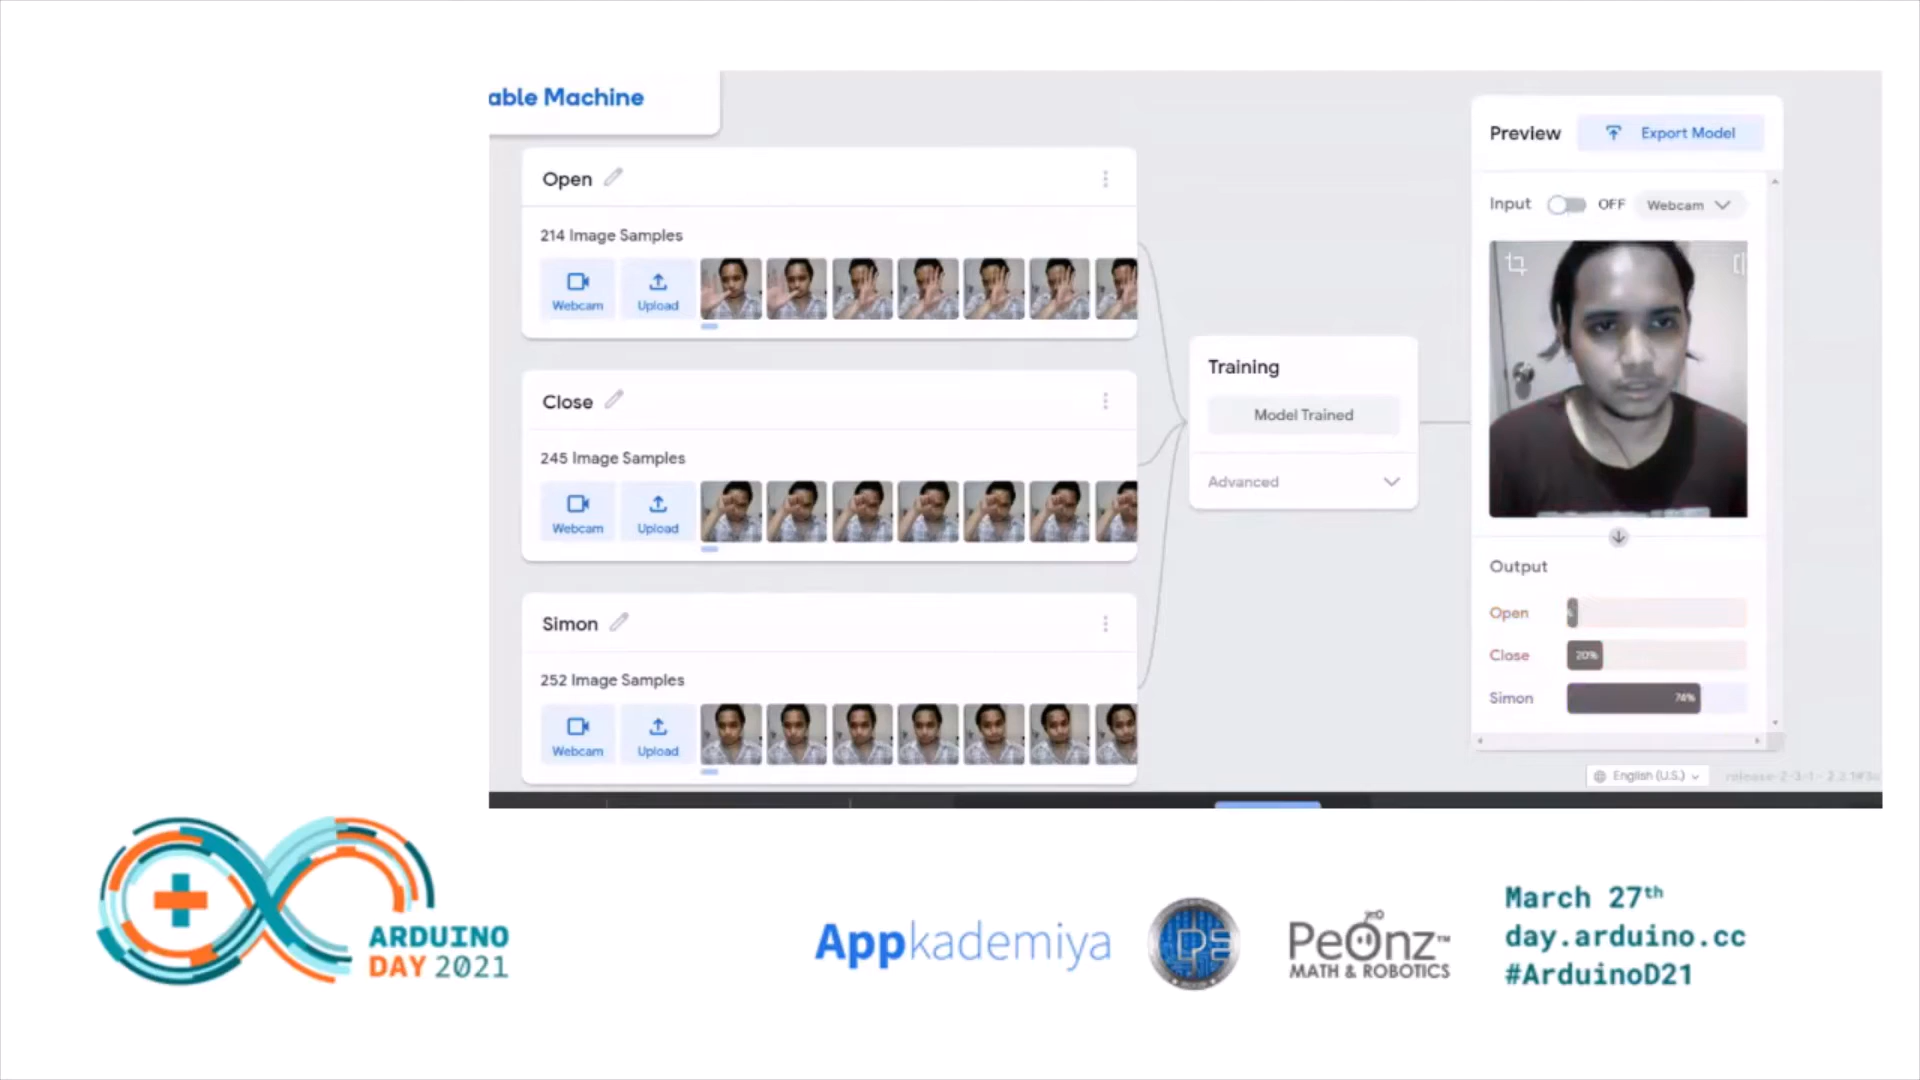 able Machine
Open
214 Image Samples
Webcam
Upload
Close
245 Image Samples
Webcam
Upload
Simon
252 Image Samples
Webcam
Upload
Training
Model Trained
Advanced
Preview
Export Model
Input
OFF
Webcam
Output
Open
Close
20%
Simon
74%
English (U.S.)
ARDUINO
DAY 2021
Appkademiya
PeOnz™
MATH & ROBOTICS
March 27th
day.arduino.cc
#ArduinoD21